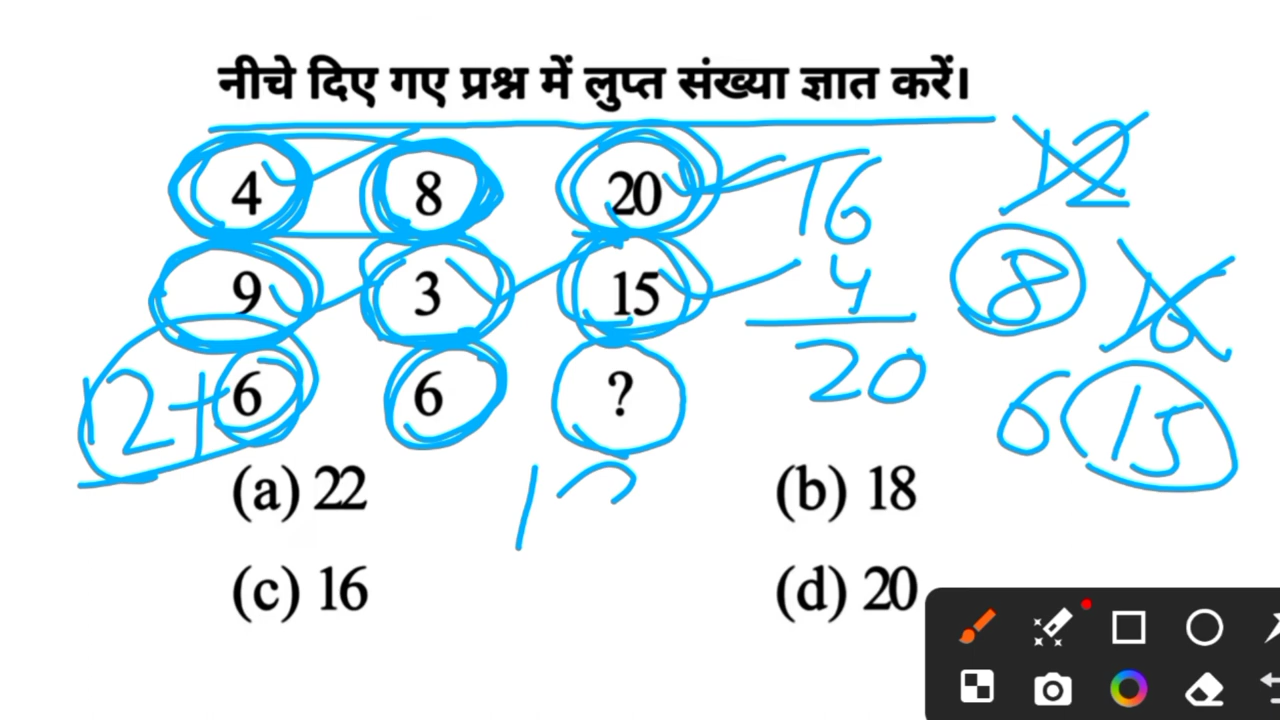 नीचे दिए गए प्रश्न में लुप्त संख्या ज्ञात करें।
4 8 20 16 12
9 3 15 4 8
20
12+6 6 ? 6 15
(a) 22 (b) 18
(c) 16 (d) 20